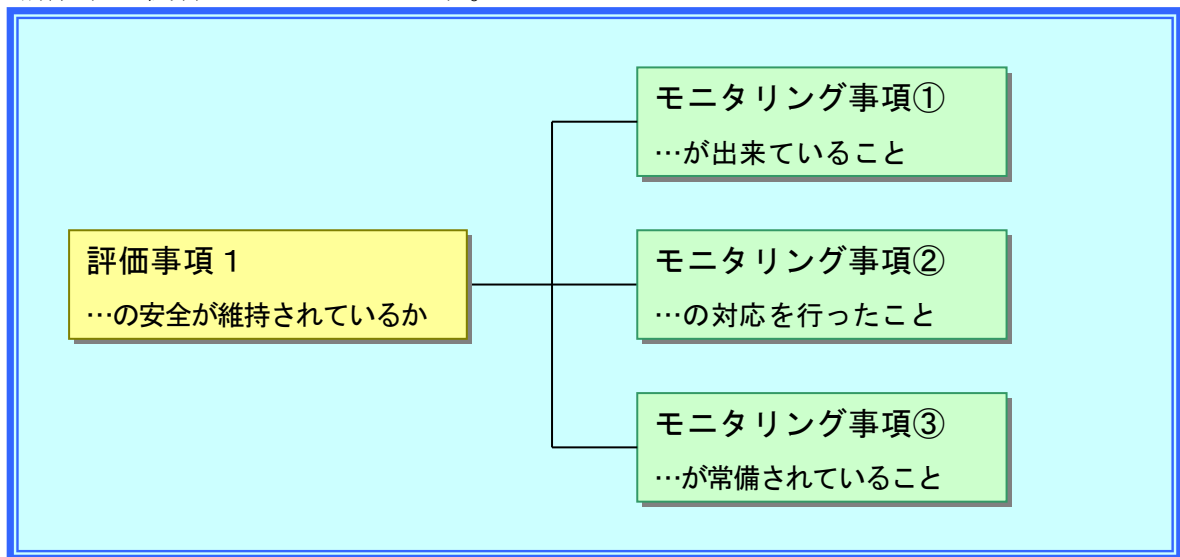 評価事項1
…の安全が維持されているか
モニタリング事項①
…が出来ていること
モニタリング事項②
…の対応を行ったこと
モニタリング事項③
…が常備されていること